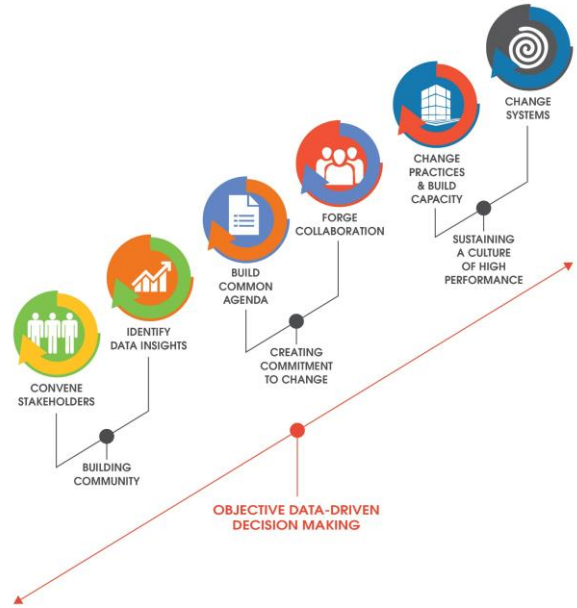 CHANGE
SYSTEMS
CHANGE
PRACTICES
& BUILD
CAPACITY
FORGE
COLLABORATION
SUSTAINING
A CULTURE
OF HIGH
PERFORMANCE
BUILD
COMMON
AGENDA
IDENTIFY
DATA INSIGHTS
CREATING
COMMITMENT
TO CHANGE
CONVENE
STAKEHOLDERS
BUILDING
COMMUNITY
OBJECTIVE DATA-DRIVEN
DECISION MAKING